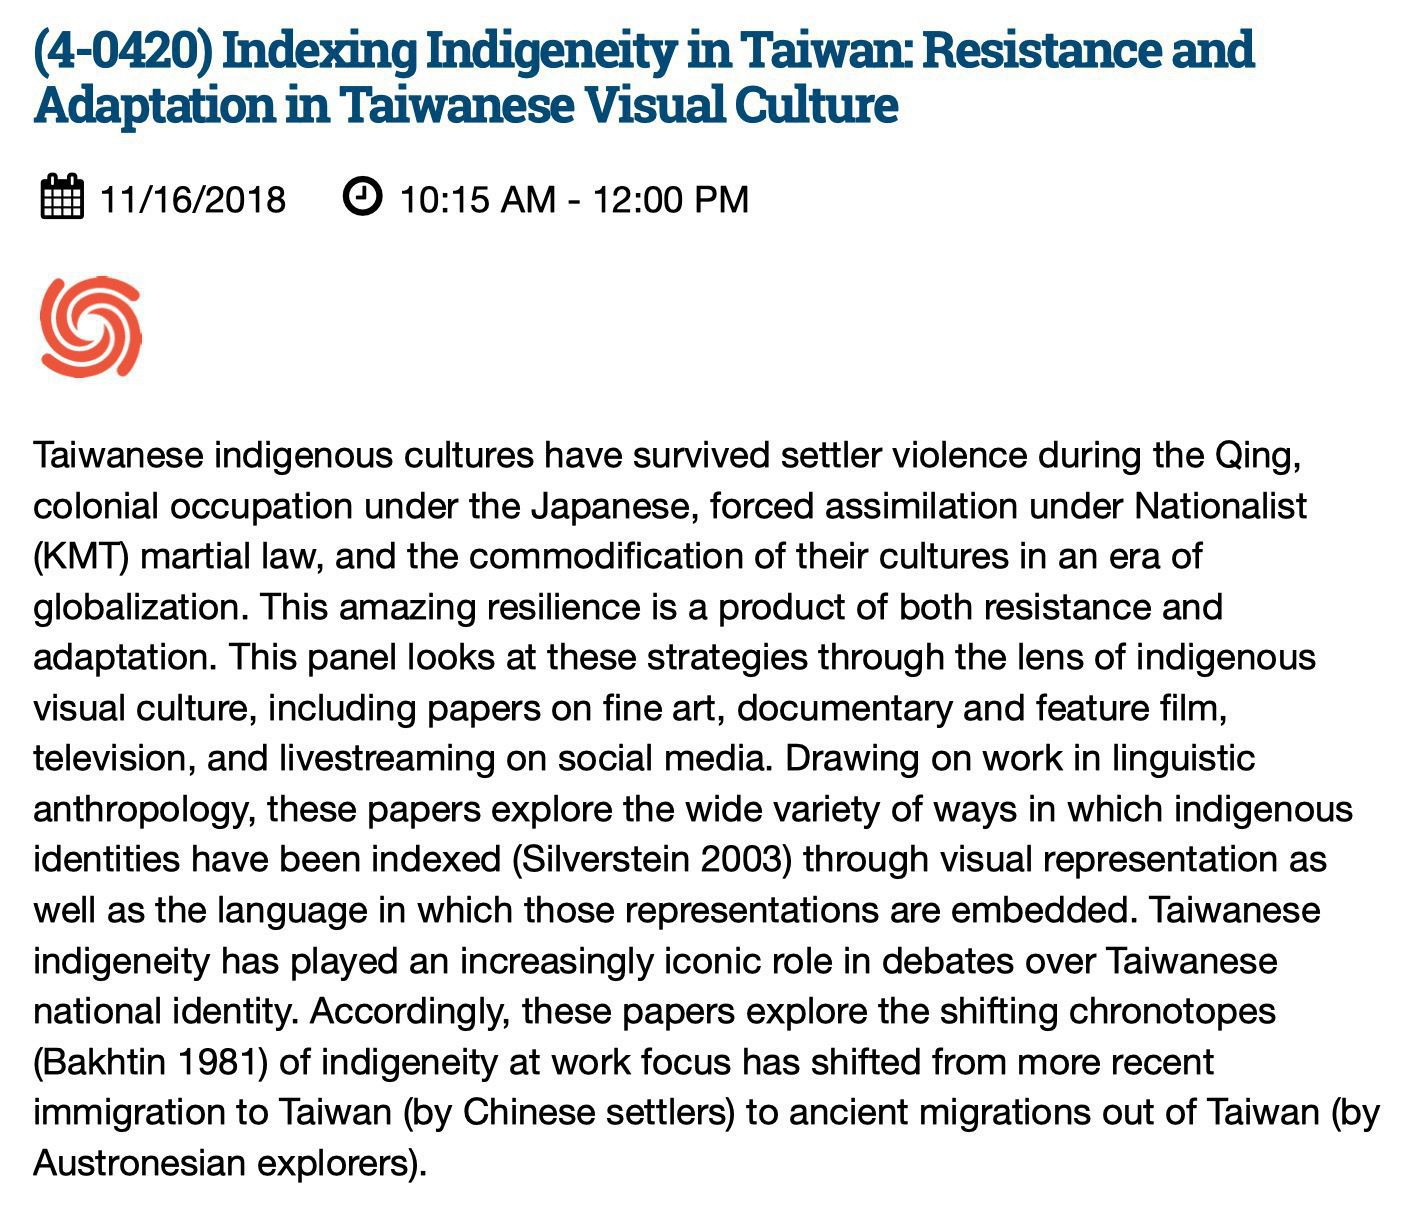 (4-0420) Indexing Indigeneity in Taiwan: Resistance and
Adaptation in Taiwanese Visual Culture
11/16/2018 10:15 AM - 12:00 PM
Taiwanese indigenous cultures have survived settler violence during the Qing,
colonial occupation under the Japanese, forced assimilation under Nationalist
(KMT) martial law, and the commodification of their cultures in an era of
globalization. This amazing resilience is a product of both resistance and
adaptation. This panel looks at these strategies through the lens of indigenous
visual culture, including papers on fine art, documentary and feature film,
television, and livestreaming on social media. Drawing on work in linguistic
anthropology, these papers explore the wide variety of ways in which indigenous
identities have been indexed (Silverstein 2003) through visual representation as
well as the language in which those representations are embedded. Taiwanese
indigeneity has played an increasingly iconic role in debates over Taiwanese
national identity. Accordingly, these papers explore the shifting chronotopes
(Bakhtin 1981) of indigeneity at work focus has shifted from more recent
immigration to Taiwan (by Chinese settlers) to ancient migrations out of Taiwan (by
Austronesian explorers).